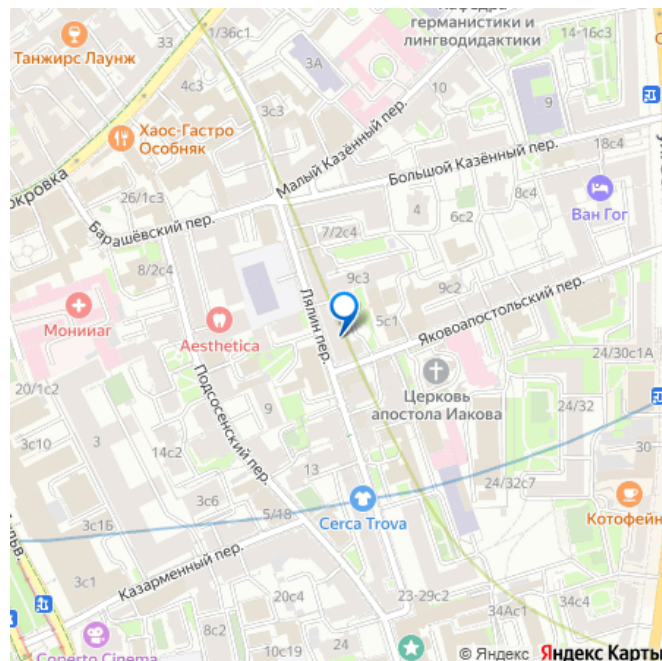 германистики и
лингводидактики
14-16с3
33
1/36с1
Танжирс Лаунж
3А
4с3
10
9
3с3
Хаос-Гастро
Особняк
Малый Казённый пер.
Большой Казённый пер.
18с4
8с4
26/1с3
Ван Гог
Барашёвский пер.
4
6с2
7/2с4
8/2с4
9с3
9с2
Мониаг
Лялин пер.
5с1
Яковоапостольский пер.
Aesthetica
24/30с1А
20/1с2
Подсосенский пер.
Церковь
апостола Иакова
24/32
9
3
3с10
14с2
13
30
24/32с7
3с6
5/18
3с16
Cerca Trova
Котофейн
Казарменный пер.
3с1
20с4
23-29с2
34Ас1
34с4
8с2
24
10с19
Coperto Cinema
© Яндекс Яндекс Карты